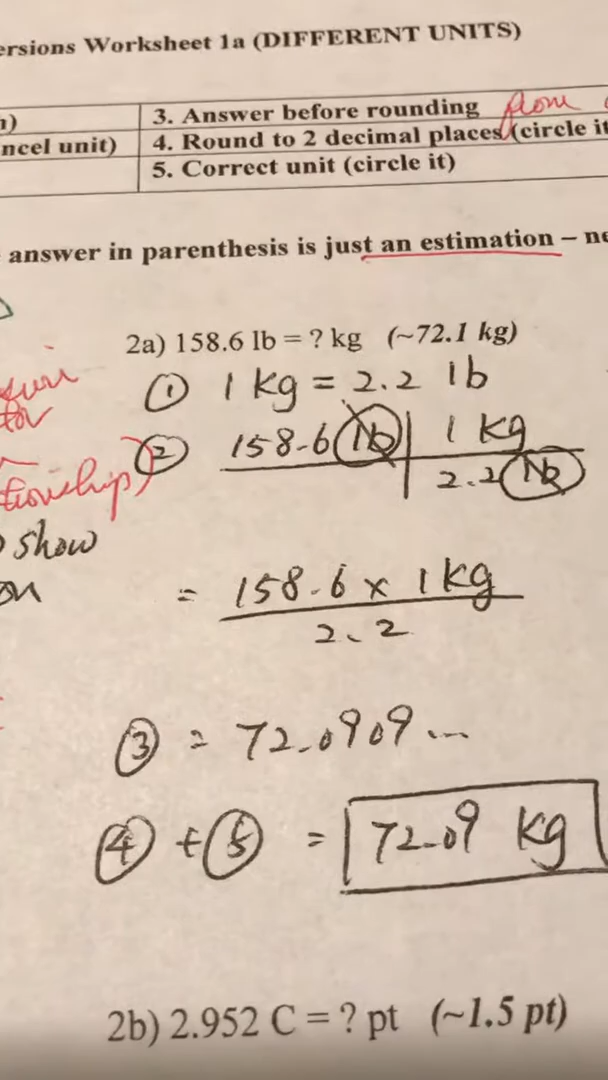 ersions Worksheet 1a (DIFFERENT UNITS)
3. Answer before rounding from
ncel unit) 4. Round to 2 decimal places (circle it
5. Correct unit (circle it)
answer in parenthesis is just an estimation – ne
2a) 158.6 lb = ? kg (~72.1 kg)
① 1 kg = 2.2 lb
② 158.6 lb | 1 kg
2.2 lb
tionship)
show
on
= 158.6 x 1 kg
2.2
③ = 72.0909...
④ + ⑤ = 72.09 kg
2b) 2.952 C = ? pt (~1.5 pt)